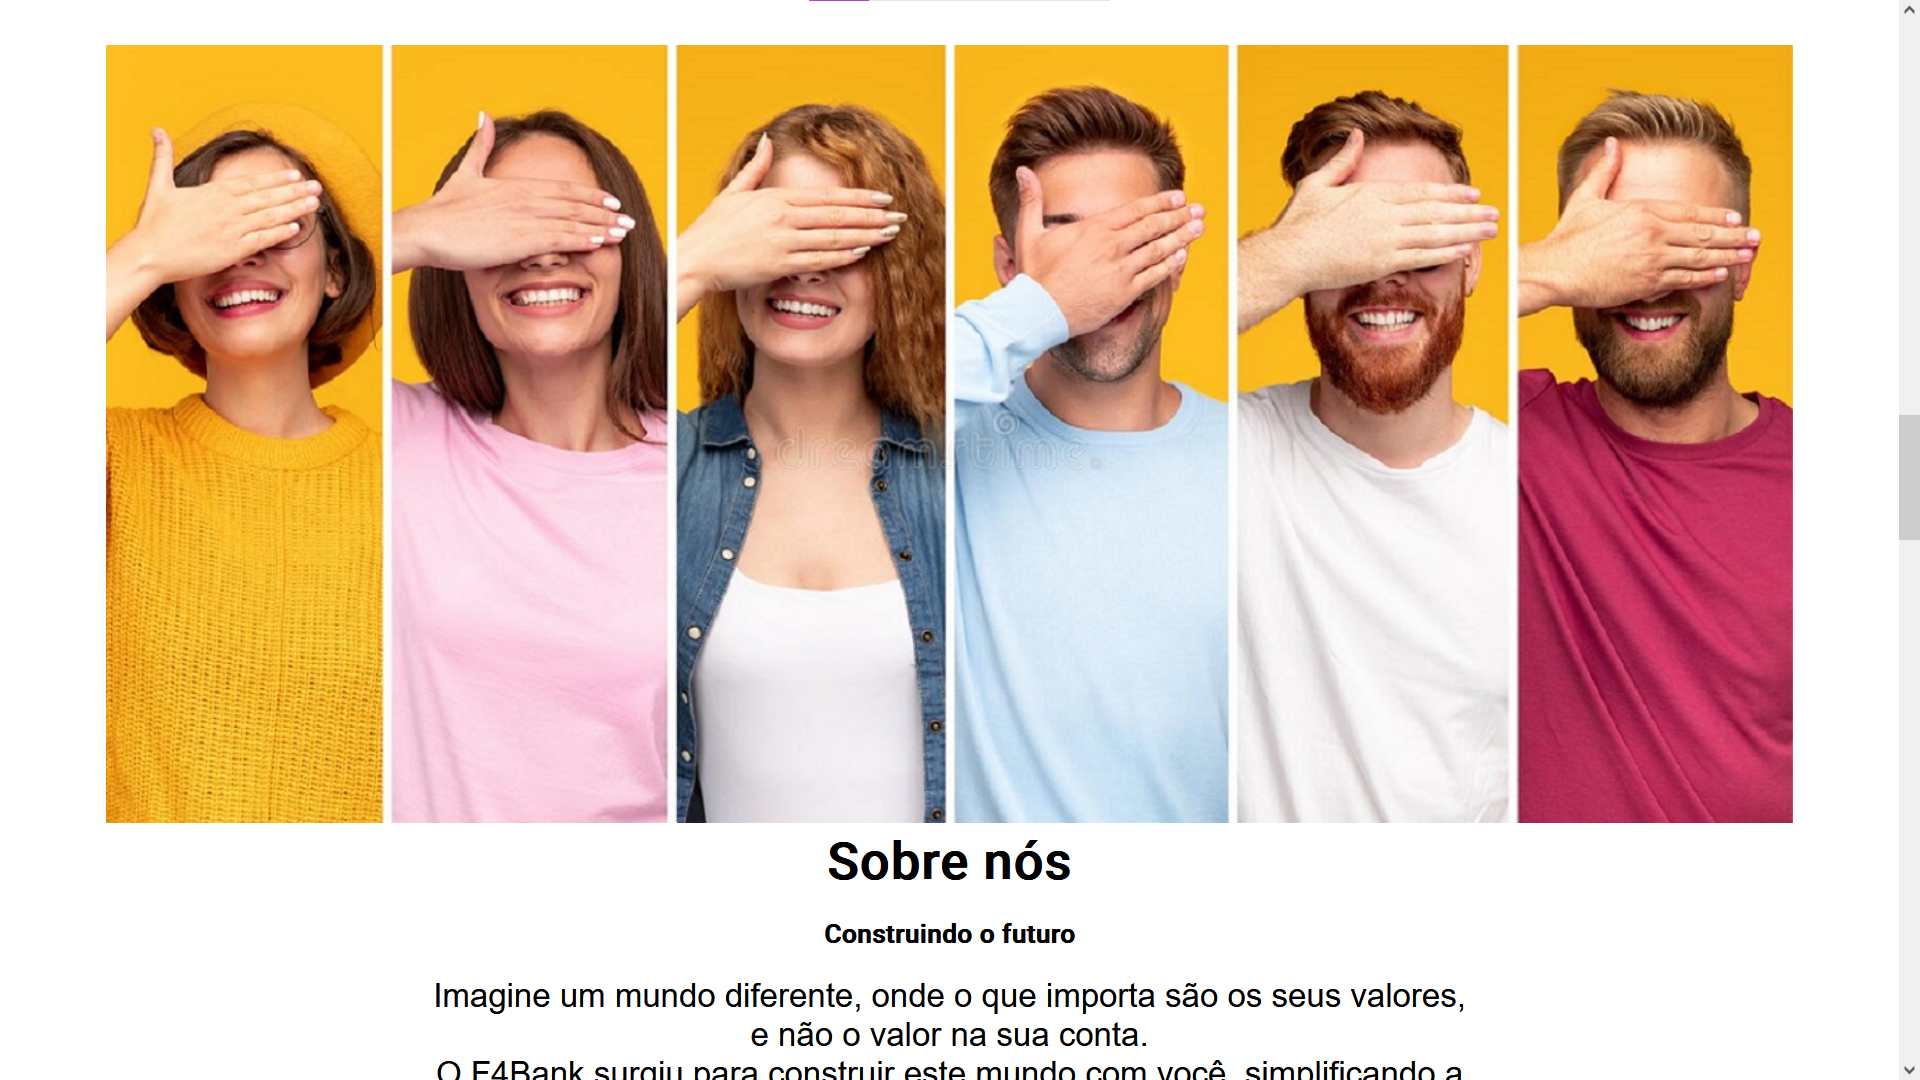 dreamstime.
Sobre nós
Construindo o futuro
Imagine um mundo diferente, onde o que importa são os seus valores,
e não o valor na sua conta.
O F4Bank surgiu para construir este mundo com você, simplificando a